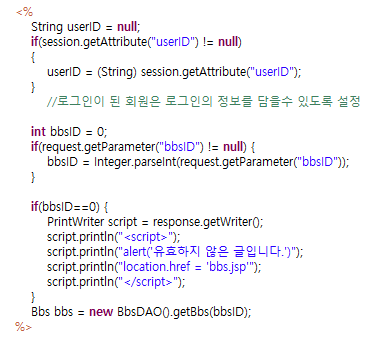 <%
String userID = null;
if(session.getAttribute("userID") != null)
{
userID = (String) session.getAttribute("userID");
}
//로그인이 된 회원은 로그인의 정보를 담을수 있도록 설정
int bbsID = 0;
if(request.getParameter("bbsID") != null) {
bbsID = Integer.parseInt(request.getParameter("bbsID"));
}
if(bbsID==0) {
PrintWriter script = response.getWriter();
script.println("<script>");
script.println("alert('유효하지 않은 글입니다.')");
script.println("location.href = 'bbs.jsp'");
script.println("</script>");
}
Bbs bbs = new BbsDAO().getBbs(bbsID);
%>